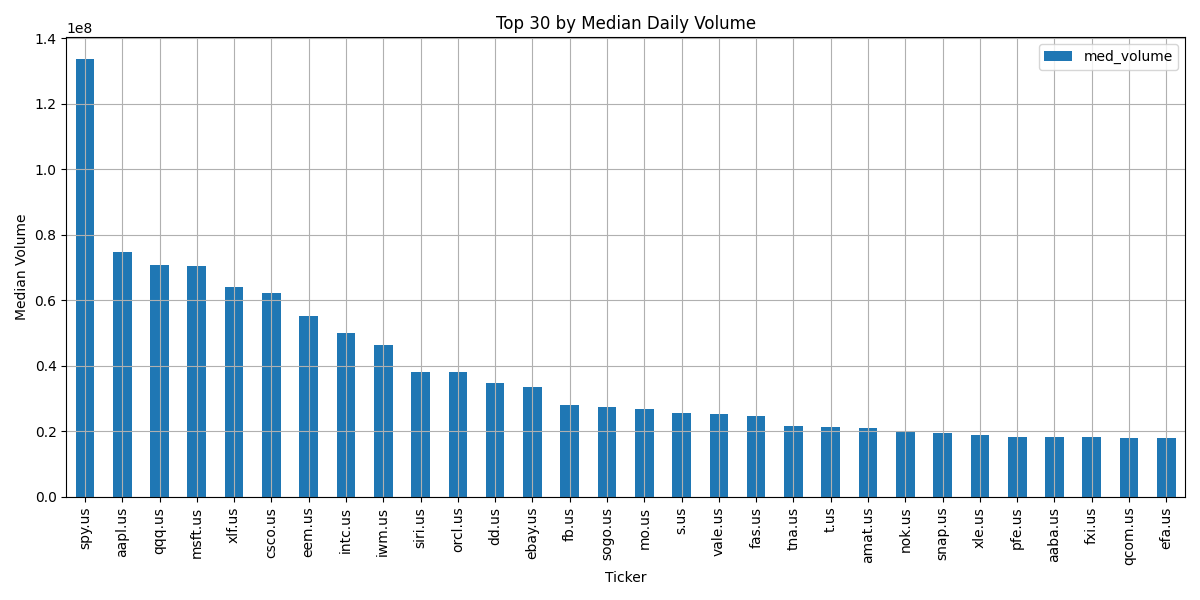 Top 30 by Median Daily Volume
1e8
1.4
1.2
1.0
0.8
0.6
0.4
0.2
0.0
Median Volume
med_volume
spy.us
aapl.us
qqq.us
msft.us
xlf.us
csco.us
eem.us
intc.us
iwm.us
siri.us
orcl.us
dd.us
ebay.us
fb.us
sogo.us
mo.us
s.us
vale.us
fas.us
tna.us
t.us
amat.us
nok.us
snap.us
xle.us
pfe.us
aaba.us
fxi.us
qcom.us
efa.us
Ticker